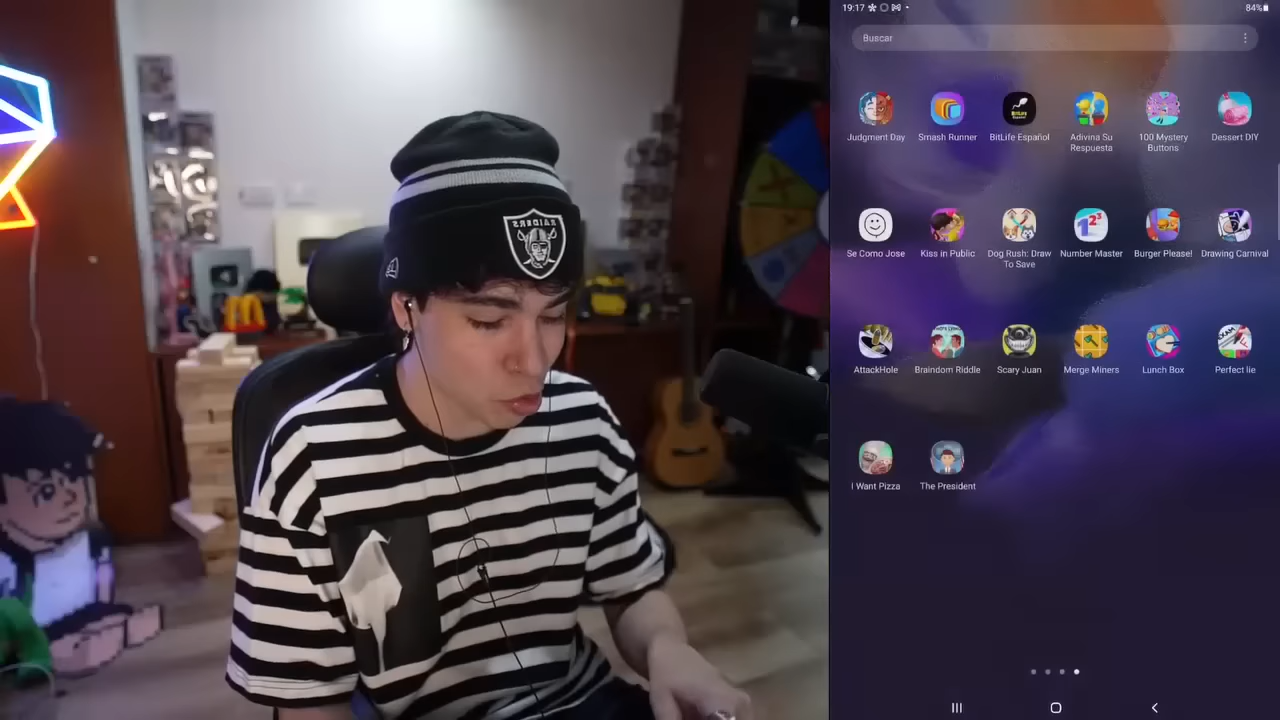 19:17
84%
Buscar
Judgment Day
Smash Runner
BitLife Español
Adivina Su
Respuesta
100 Mystery
Buttons
Dessert DIY
Se Como Jose
Kiss in Public
Dog Rush: Draw
To Save
Number Master
Burger Please!
Drawing Carnival
AttackHole
Braindom Riddle
Scary Juan
Merge Miners
Lunch Box
Perfect lie
I Want Pizza
The President
RAIDERS